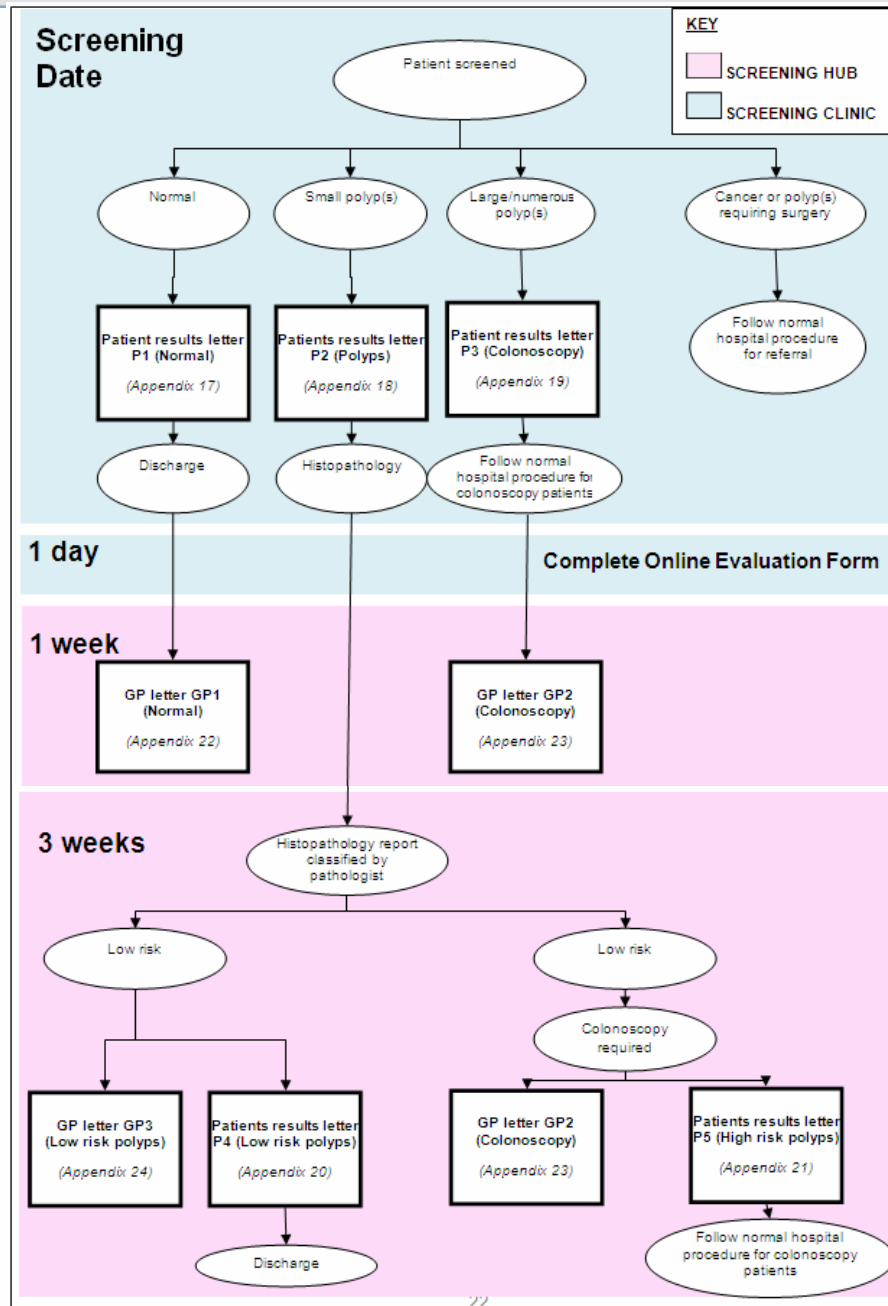 Screening
Date
KEY
SCREENING HUB
SCREENING CLINIC
Patient screened
Normal
Small polyp(s)
Large/numerous
polyp(s)
Cancer or polyp(s)
requiring surgery
Patient results letter
P1 (Normal)
(Appendix 17)
Patients results letter
P2 (Polyps)
(Appendix 18)
Patient results letter
P3 (Colonoscopy)
(Appendix 19)
Follow normal
hospital procedure
for referral
Discharge
Histopathology
Follow normal
hospital procedure for
colonoscopy patients
1 day
Complete Online Evaluation Form
1 week
GP letter GP1
(Normal)
(Appendix 22)
GP letter GP2
(Colonoscopy)
(Appendix 23)
3 weeks
Histopathology report
classified by
pathologist
Low risk
Low risk
Colonoscopy
required
GP letter GP3
(Low risk polyps)
(Appendix 24)
Patients results letter
P4 (Low risk polyps)
(Appendix 20)
GP letter GP2
(Colonoscopy)
(Appendix 23)
Patients results letter
P5 (High risk polyps)
(Appendix 21)
Discharge
Follow normal hospital
procedure for colonoscopy
patients
22